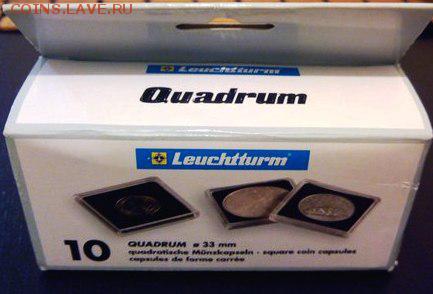 COINS.LAVE.RU
Leuchtturm
Quadrum
Leuchtturm®
10
QUADRUM ø 33 mm
quadratische Münzkapseln - square coin capsules
capsules de forme carrée